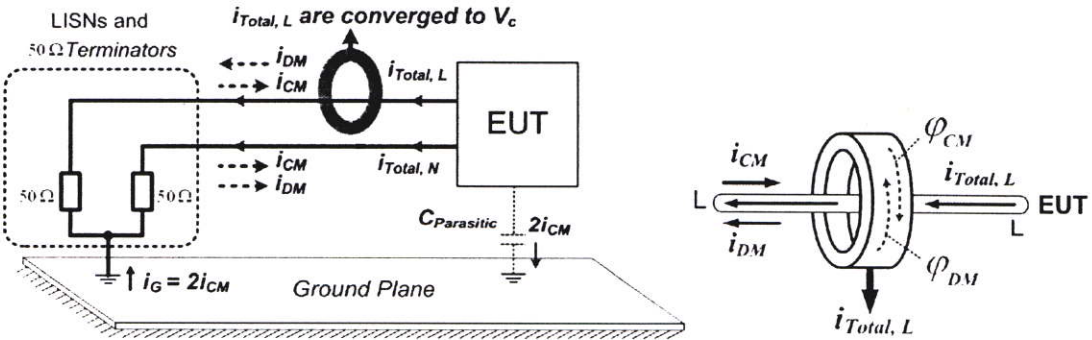 i_Total, L are converged to V_c
LISNs and
50 Ω Terminators
i_DM
i_CM
i_Total, L
EUT
i_Total, N
i_CM
i_DM
50 Ω
50 Ω
C_Parasitic
2i_CM
i_G = 2i_CM
Ground Plane
φ_CM
i_CM
i_Total, L
L
EUT
L
i_DM
φ_DM
i_Total, L